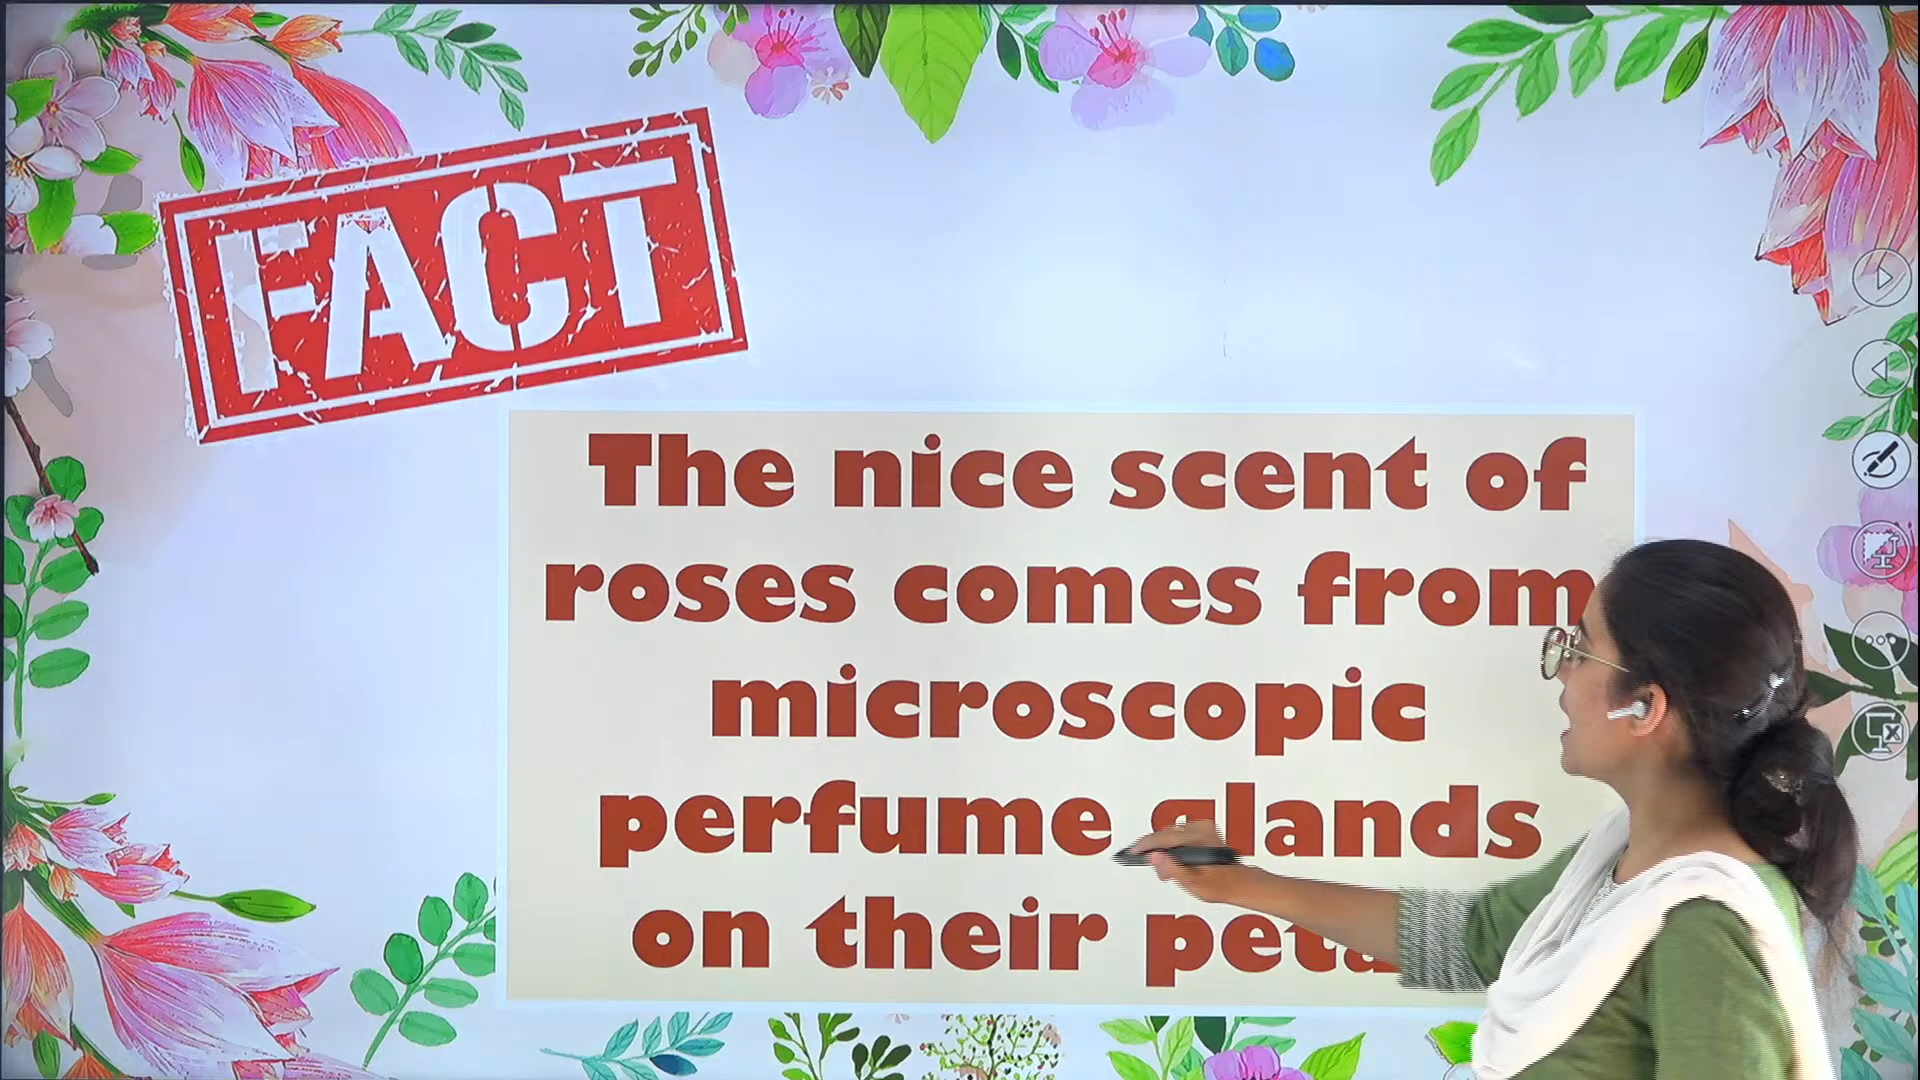 FACT
The nice scent of
roses comes from
microscopic
perfume glands
on their